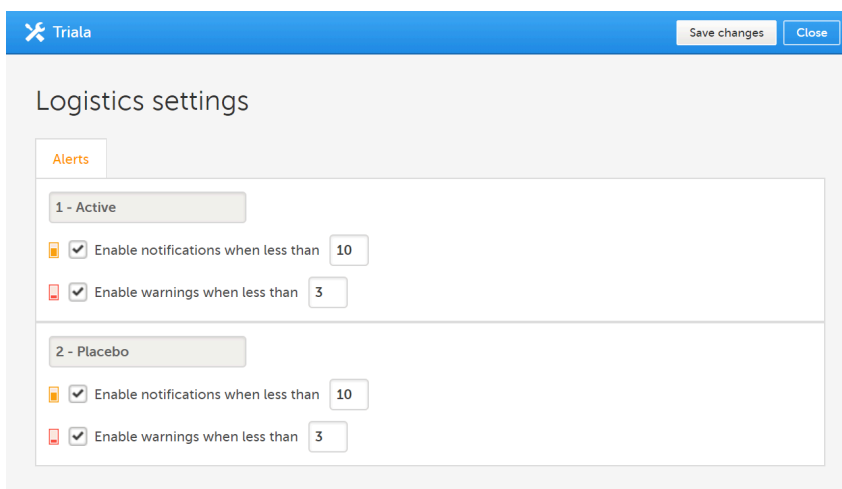 Triala
Save changes
Close
Logistics settings
Alerts
1 - Active
Enable notifications when less than 10
Enable warnings when less than 3
2 - Placebo
Enable notifications when less than 10
Enable warnings when less than 3